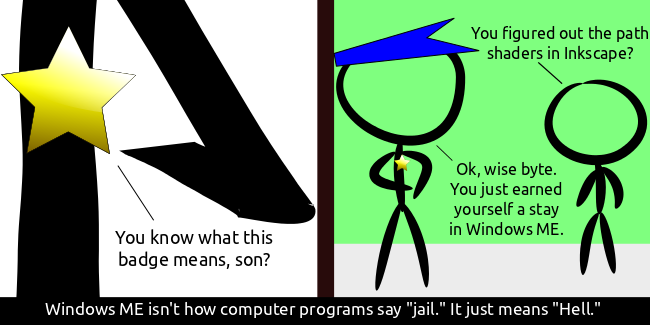 You know what this
badge means, son?
You figured out the path
shaders in Inkscape?
Ok, wise byte.
You just earned
yourself a stay
in Windows ME.
Windows ME isn't how computer programs say "jail." It just means "Hell."